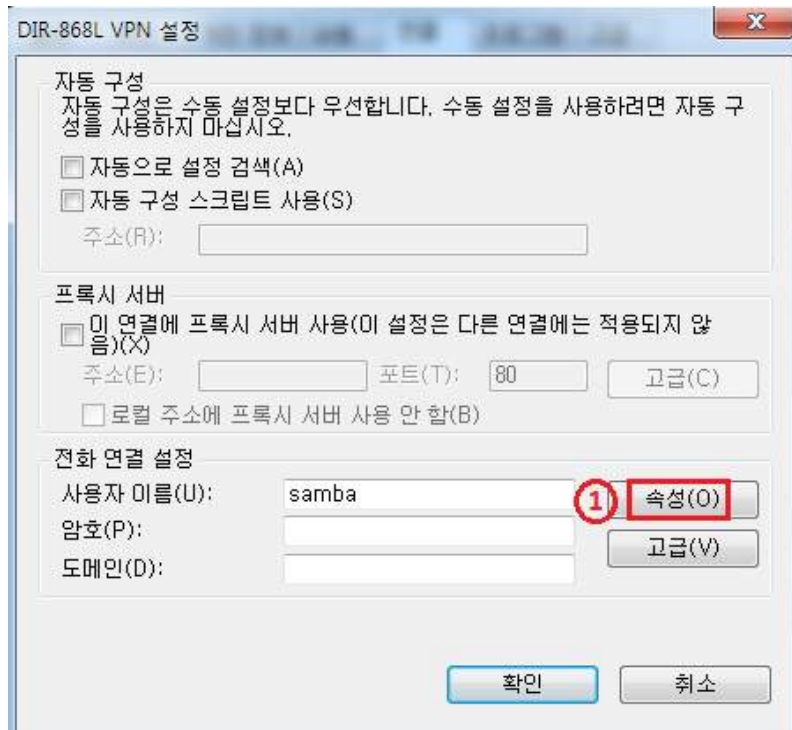 DIR-868L VPN 설정
자동 구성
자동 구성은 수동 설정보다 우선합니다. 수동 설정을 사용하려면 자동 구
성을 사용하지 마십시오.
자동으로 설정 검색(A)
자동 구성 스크립트 사용(S)
주소(R):
프록시 서버
이 연결에 프록시 서버 사용(이 설정은 다른 연결에는 적용되지 않
음)(X)
주소(E): 포트(T): 80 고급(C)
로컬 주소에 프록시 서버 사용 안 함(B)
전화 연결 설정
사용자 이름(U): samba 1 속성(O)
암호(P):
고급(V)
도메인(D):
확인 취소